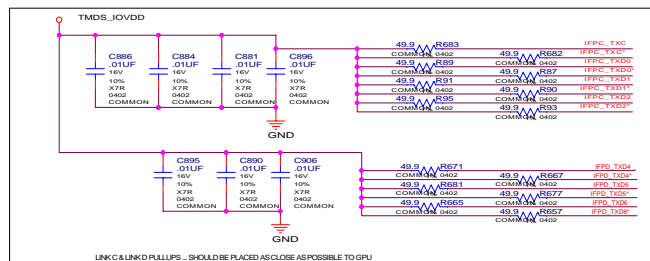 TMDS_IOVDD
C886
.01UF
16V
10%
X7R
0402
COMMON
C884
.01UF
16V
10%
X7R
0402
COMMON
C881
.01UF
16V
10%
X7R
0402
COMMON
C896
.01UF
16V
10%
X7R
0402
COMMON
GND
49.9 R683 IFPC_TXC
COMMON 0402
49.9 R682 IFPC_TXC*
COMMON 0402
49.9 R89 IFPC_TXD0
COMMON 0402
49.9 R87 IFPC_TXD0*
COMMON 0402
49.9 R91 IFPC_TXD1
COMMON 0402
49.9 R90 IFPC_TXD1*
COMMON 0402
49.9 R95 IFPC_TXD2
COMMON 0402
49.9 R93 IFPC_TXD2*
COMMON 0402
C895
.01UF
16V
10%
X7R
0402
COMMON
C890
.01UF
16V
10%
X7R
0402
COMMON
C906
.01UF
16V
10%
X7R
0402
COMMON
GND
49.9 R671 IFPD_TXD4
COMMON 0402
49.9 R667 IFPD_TXD4*
COMMON 0402
49.9 R681 IFPD_TXD5
COMMON 0402
49.9 R677 IFPD_TXD5*
COMMON 0402
49.9 R665 IFPD_TXD6
COMMON 0402
49.9 R657 IFPD_TXD6*
COMMON 0402
LINK C & LINK D PULLUPS ... SHOULD BE PLACED AS CLOSE AS POSSIBLE TO GPU